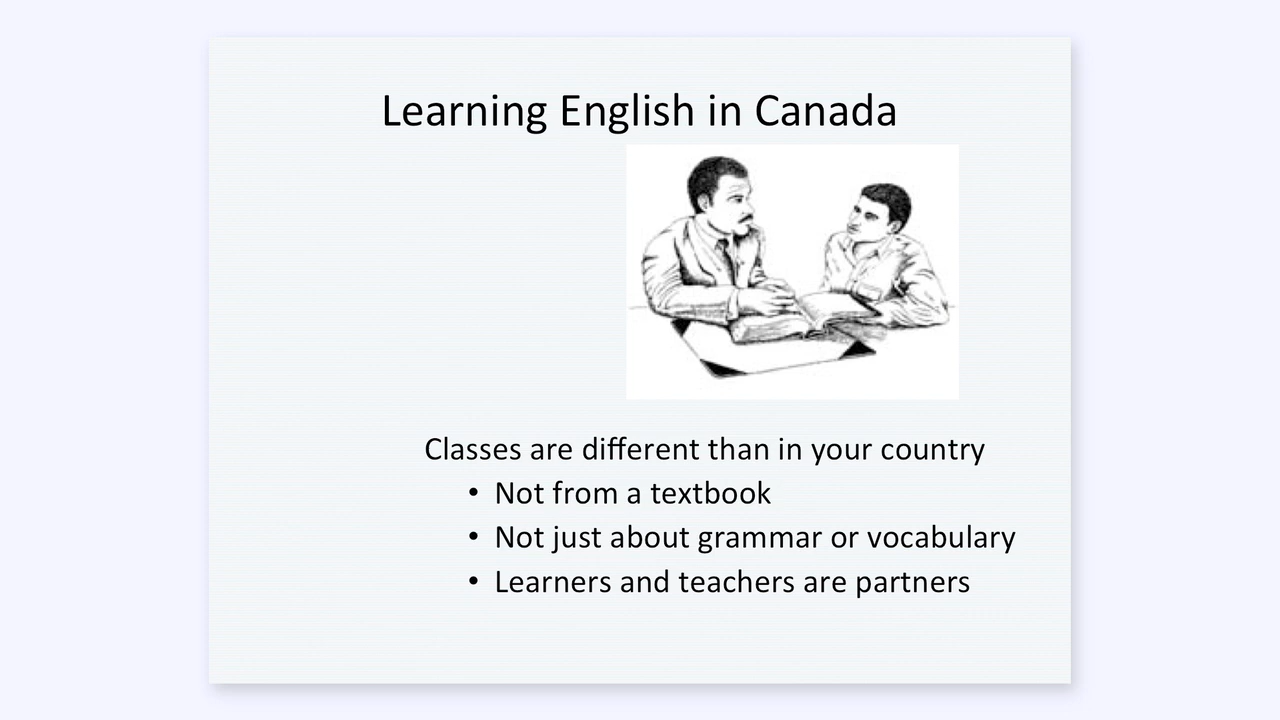 Learning English in Canada
Classes are different than in your country
• Not from a textbook
• Not just about grammar or vocabulary
• Learners and teachers are partners